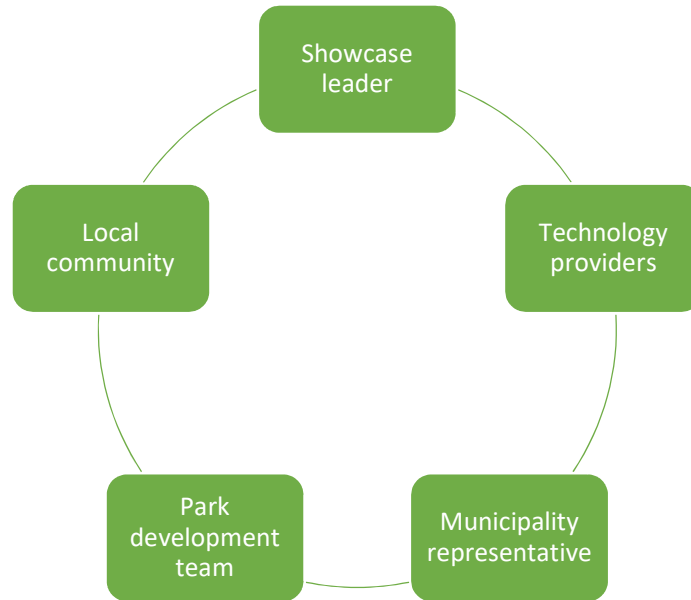 Showcase
leader
Local
community
Technology
providers
Park
development
team
Municipality
representative